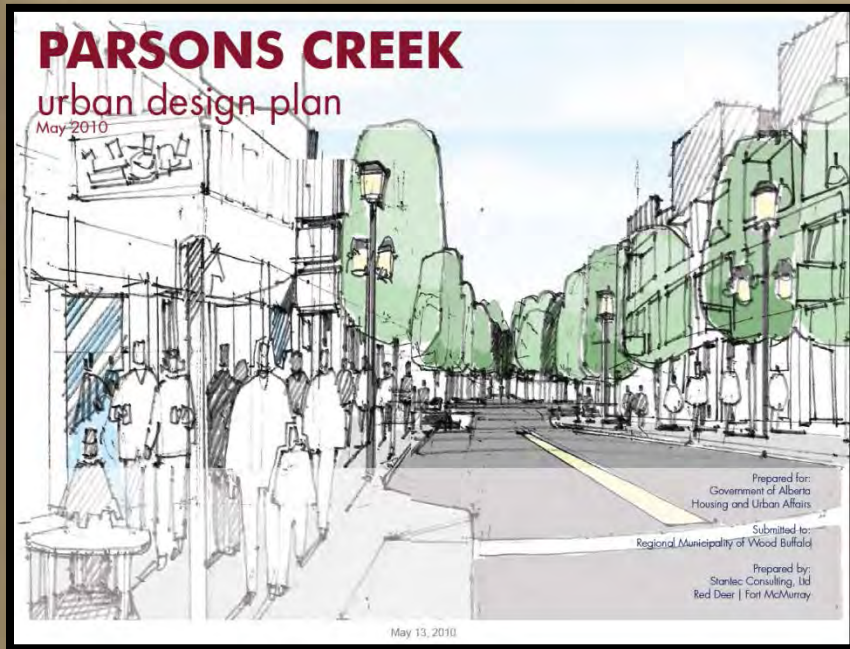 PARSONS CREEK
urban design plan
May 2010
Prepared for:
Government of Alberta
Housing and Urban Affairs
Submitted to:
Regional Municipality of Wood Buffalo
Prepared by:
Stantec Consulting, Ltd
Red Deer | Fort McMurray
May 13, 2010